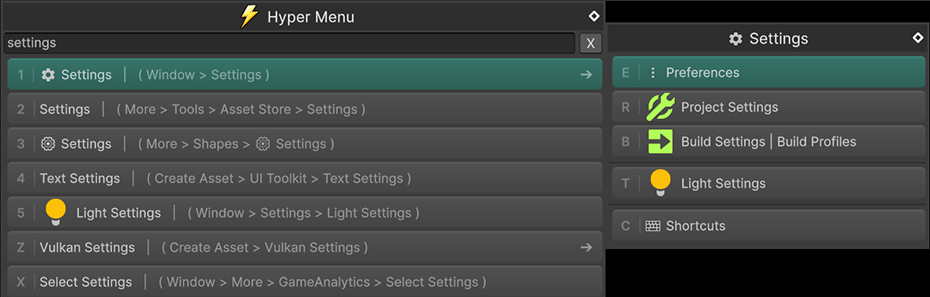 Hyper Menu
settings
X
1 Settings | ( Window > Settings )
2 Settings | ( More > Tools > Asset Store > Settings )
3 Settings | ( More > Shapes > Settings )
4 Text Settings | ( Create Asset > UI Toolkit > Text Settings )
5 Light Settings | ( Window > Settings > Light Settings )
Z Vulkan Settings | ( Create Asset > Vulkan Settings )
X Select Settings | ( Window > More > GameAnalytics > Select Settings )
Settings
E Preferences
R Project Settings
B Build Settings | Build Profiles
T Light Settings
C Shortcuts